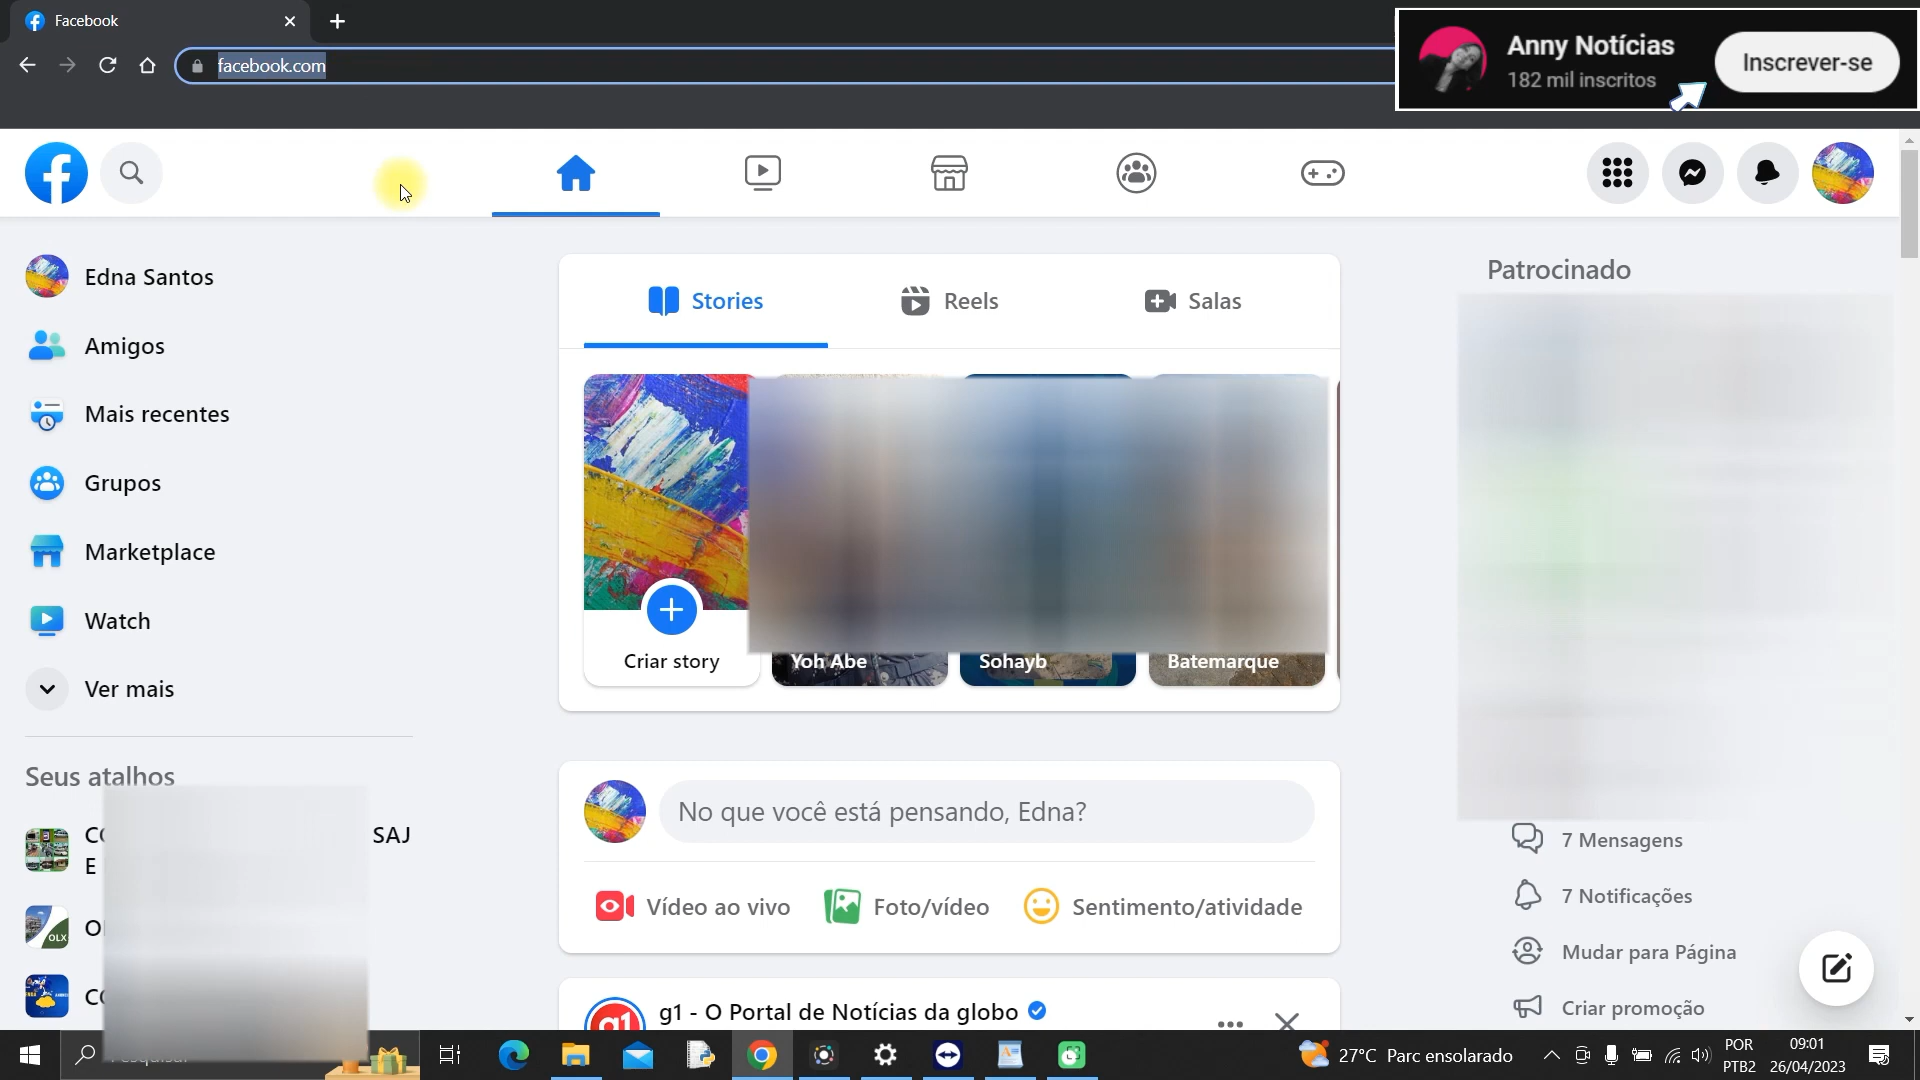 Facebook
facebook.com
Anny Notícias
182 mil inscritos
Inscrever-se
Edna Santos
Amigos
Mais recentes
Grupos
Marketplace
Watch
Ver mais
Seus atalhos
SAJ
E
OLX
Stories
Reels
Salas
Criar story
Yoh Abe
Sohayb
Batemarque
No que você está pensando, Edna?
Vídeo ao vivo
Foto/vídeo
Sentimento/atividade
g1
g1 - O Portal de Notícias da globo
Patrocinado
7 Mensagens
7 Notificações
Mudar para Página
Criar promoção
27°C Parc ensolarado
POR
PTB2
09:01
26/04/2023